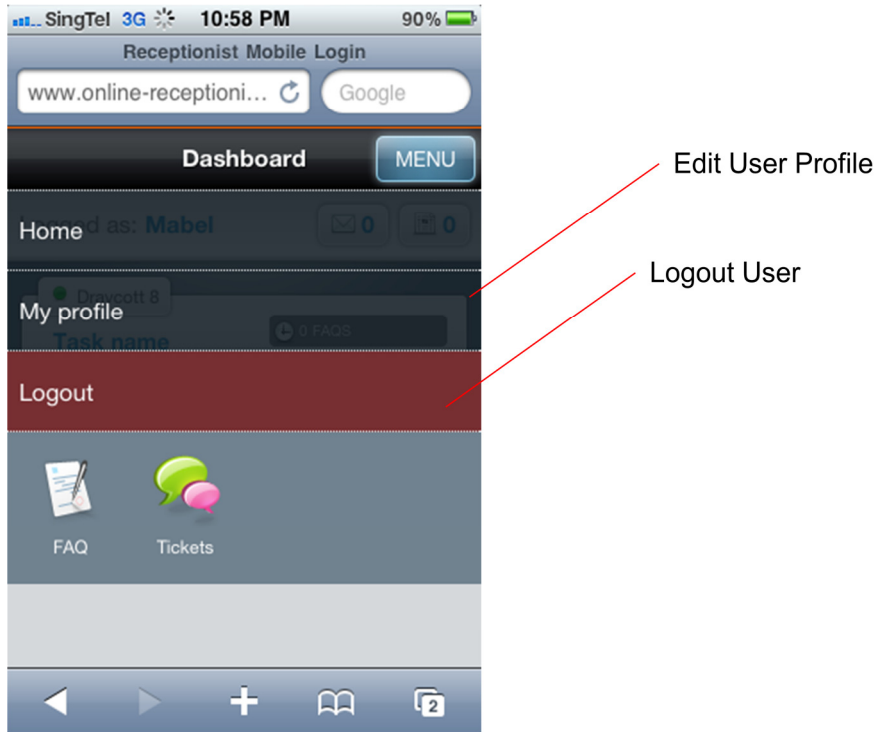 SingTel 3G 10:58 PM 90%
Receptionist Mobile Login
www.online-receptioni... Google
Dashboard MENU
Logged as: Mabel 0 0
Home
Draycott 8
My profile
Task name 0 FAQS
Logout
FAQ Tickets
2
Edit User Profile
Logout User